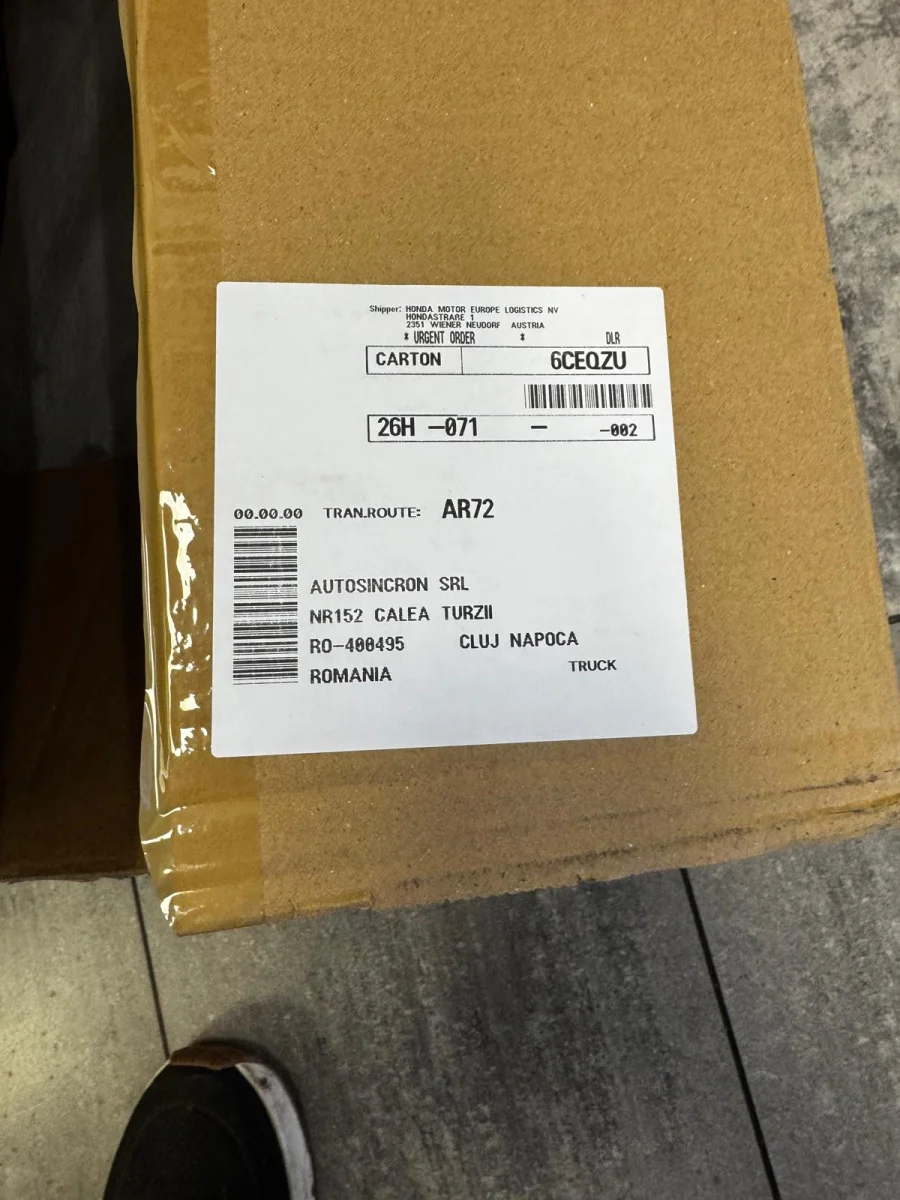 Shipper: HONDA MOTOR EUROPE LOGISTICS NV
HONDASTRARE 1
2351 WIENER NEUDORF AUSTRIA
* URGENT ORDER * DLR
CARTON 6CEQZU
26H -071 - -002
00.00.00 TRAN.ROUTE: AR72
AUTOSINCRON SRL
NR152 CALEA TURZII
RO-400495 CLUJ NAPOCA
ROMANIA TRUCK